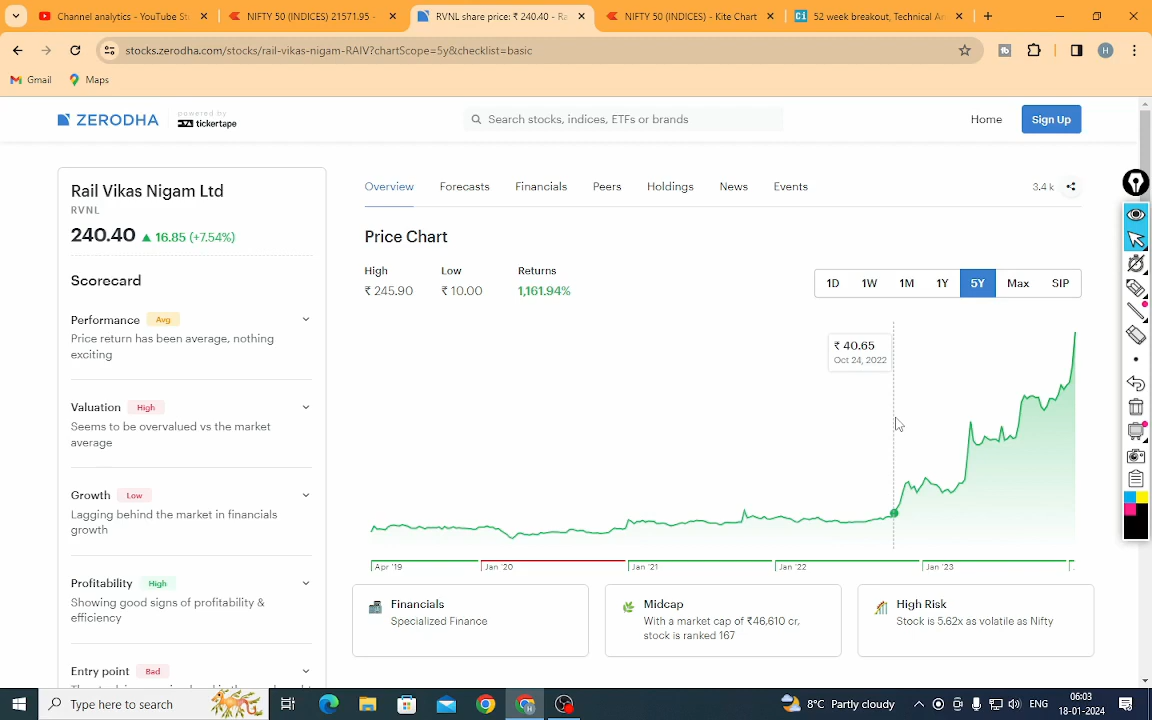 Channel analytics - YouTube St
NIFTY 50 (INDICES) 21571.95 -
RVNL share price: ₹ 240.40 - Ra
NIFTY 50 (INDICES) - Kite Chart
Ci 52 week breakout, Technical An
stocks.zerodha.com/stocks/rail-vikas-nigam-RAIV?chartScope=5y&checklist=basic
H
Gmail
Maps
ZERODHA
powered by
tickertape
Search stocks, indices, ETFs or brands
Home
Sign Up
Rail Vikas Nigam Ltd
RVNL
240.40 ▲ 16.85 (+7.54%)
Scorecard
Performance Avg
Price return has been average, nothing
exciting
Valuation High
Seems to be overvalued vs the market
average
Growth Low
Lagging behind the market in financials
growth
Profitability High
Showing good signs of profitability &
efficiency
Entry point Bad
Overview Forecasts Financials Peers Holdings News Events
3.4 k
Price Chart
High Low Returns
₹ 245.90 ₹ 10.00 1,161.94%
1D 1W 1M 1Y 5Y Max SIP
₹ 40.65
Oct 24, 2022
Apr '19 Jan '20 Jan '21 Jan '22 Jan '23
Financials
Specialized Finance
Midcap
With a market cap of ₹46,610 cr,
stock is ranked 167
High Risk
Stock is 5.62x as volatile as Nifty
Type here to search
8°C Partly cloudy
ENG
06:03
18-01-2024